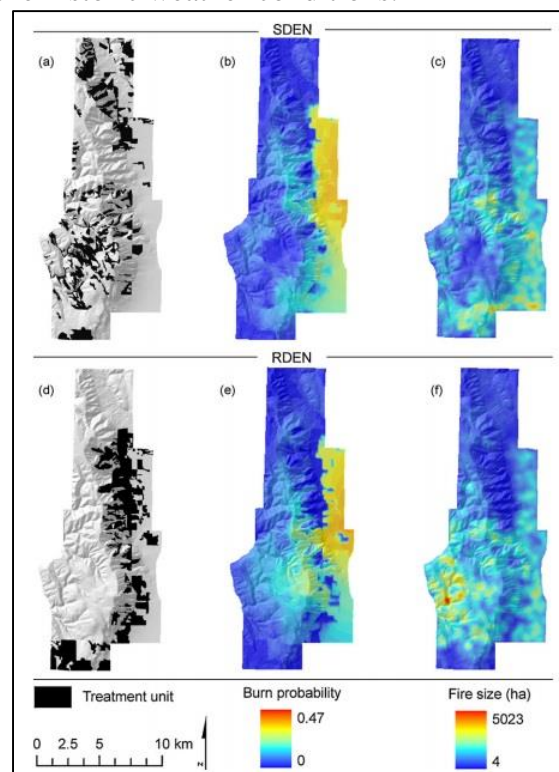 SDEN
(a) (b) (c)
RDEN
(d) (e) (f)
Treatment unit Burn probability Fire size (ha)
0.47 5023
0 2.5 5 10 km N 0 4